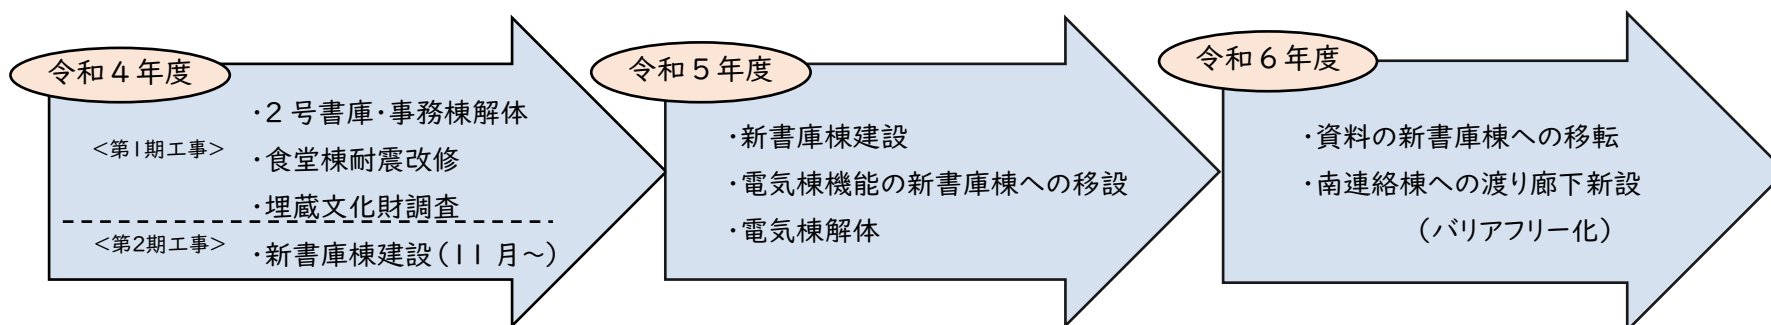 令和４年度
<第1期工事>
・2 号書庫・事務棟解体
・食堂棟耐震改修
・埋蔵文化財調査
<第2期工事>
・新書庫棟建設（11 月～）
令和５年度
・新書庫棟建設
・電気棟機能の新書庫棟への移設
・電気棟解体
令和６年度
・資料の新書庫棟への移転
・南連絡棟への渡り廊下新設
（バリアフリー化）